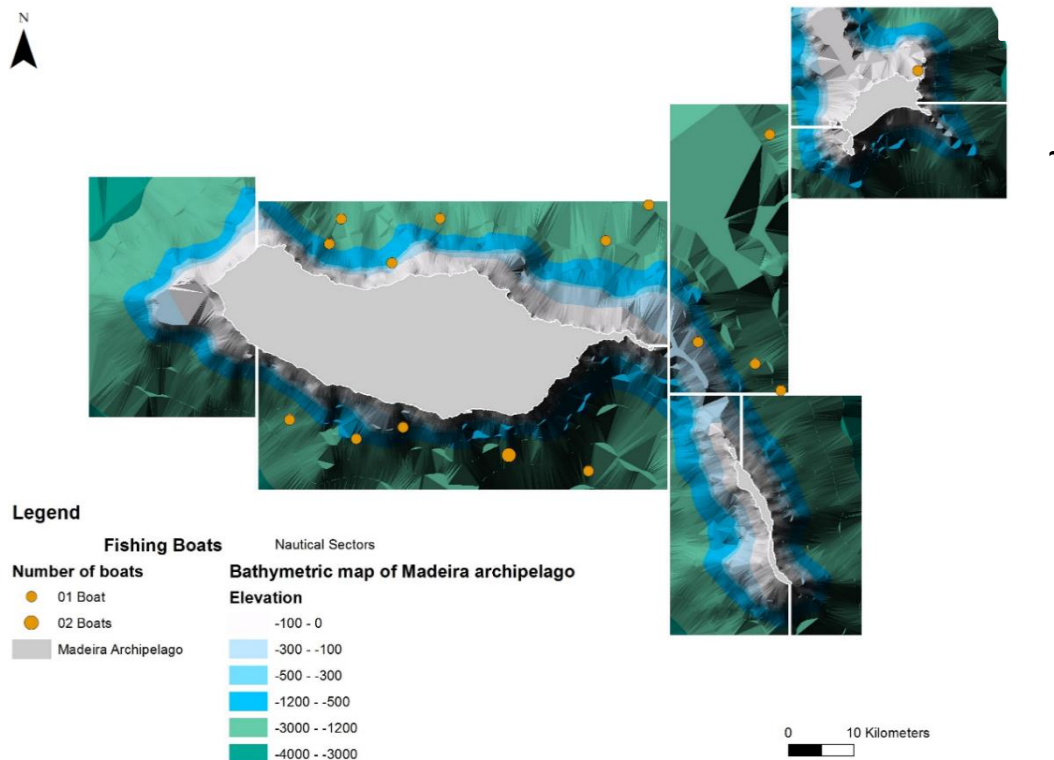 N
Legend
Fishing Boats
Number of boats
01 Boat
02 Boats
Madeira Archipelago
Nautical Sectors
Bathymetric map of Madeira archipelago
Elevation
-100 - 0
-300 - -100
-500 - -300
-1200 - -500
-3000 - -1200
-4000 - -3000
0 10 Kilometers